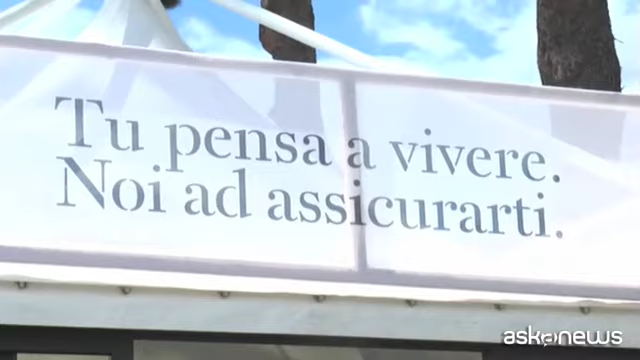 Tu pensa a vivere.
Noi ad assicurarti.
askanews